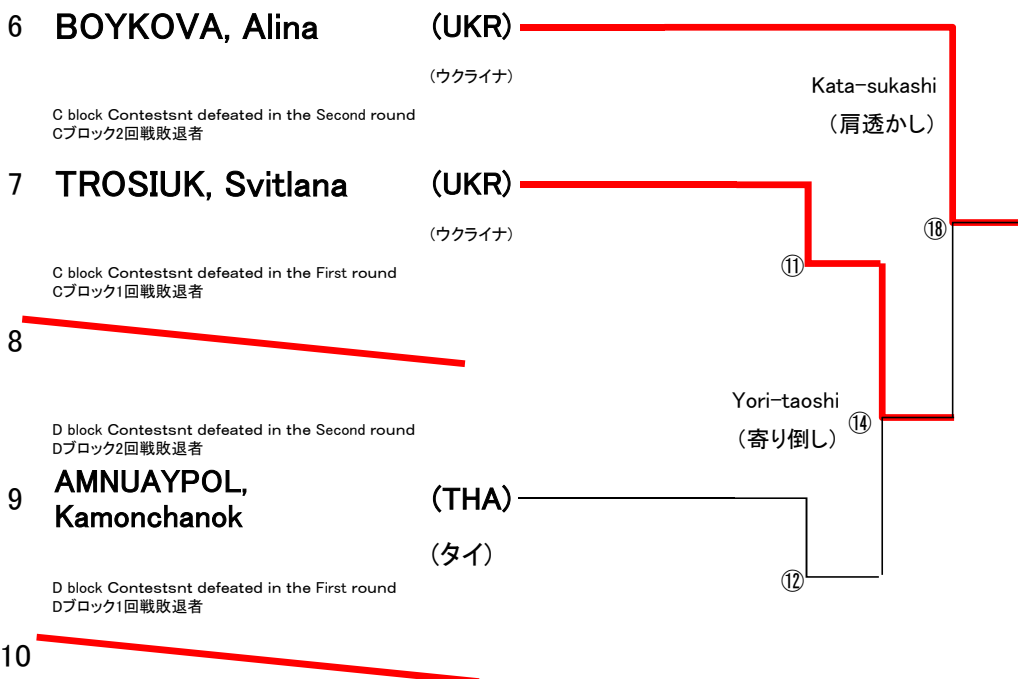 6 BOYKOVA, Alina (UKR)
(ウクライナ)
Kata-sukashi
(肩透かし)
C block Contestsnt defeated in the Second round
Cブロック2回戦敗退者
7 TROSIUK, Svitlana (UKR)
(ウクライナ)
⑱
⑪
C block Contestsnt defeated in the First round
Cブロック1回戦敗退者
8
Yori-taoshi
(寄り倒し)
⑭
D block Contestsnt defeated in the Second round
Dブロック2回戦敗退者
9 AMNUAYPOL,
Kamonchanok
(THA)
(タイ)
⑫
D block Contestsnt defeated in the First round
Dブロック1回戦敗退者
10